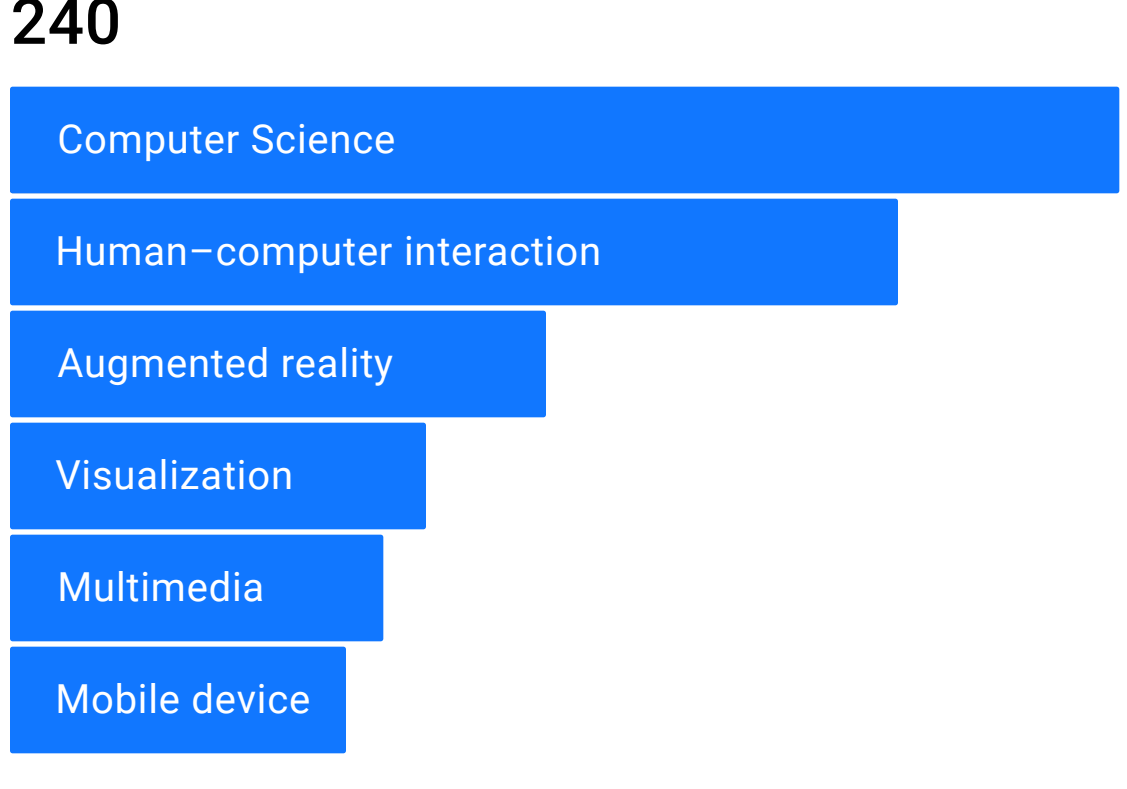 240
Computer Science
Human–computer interaction
Augmented reality
Visualization
Multimedia
Mobile device